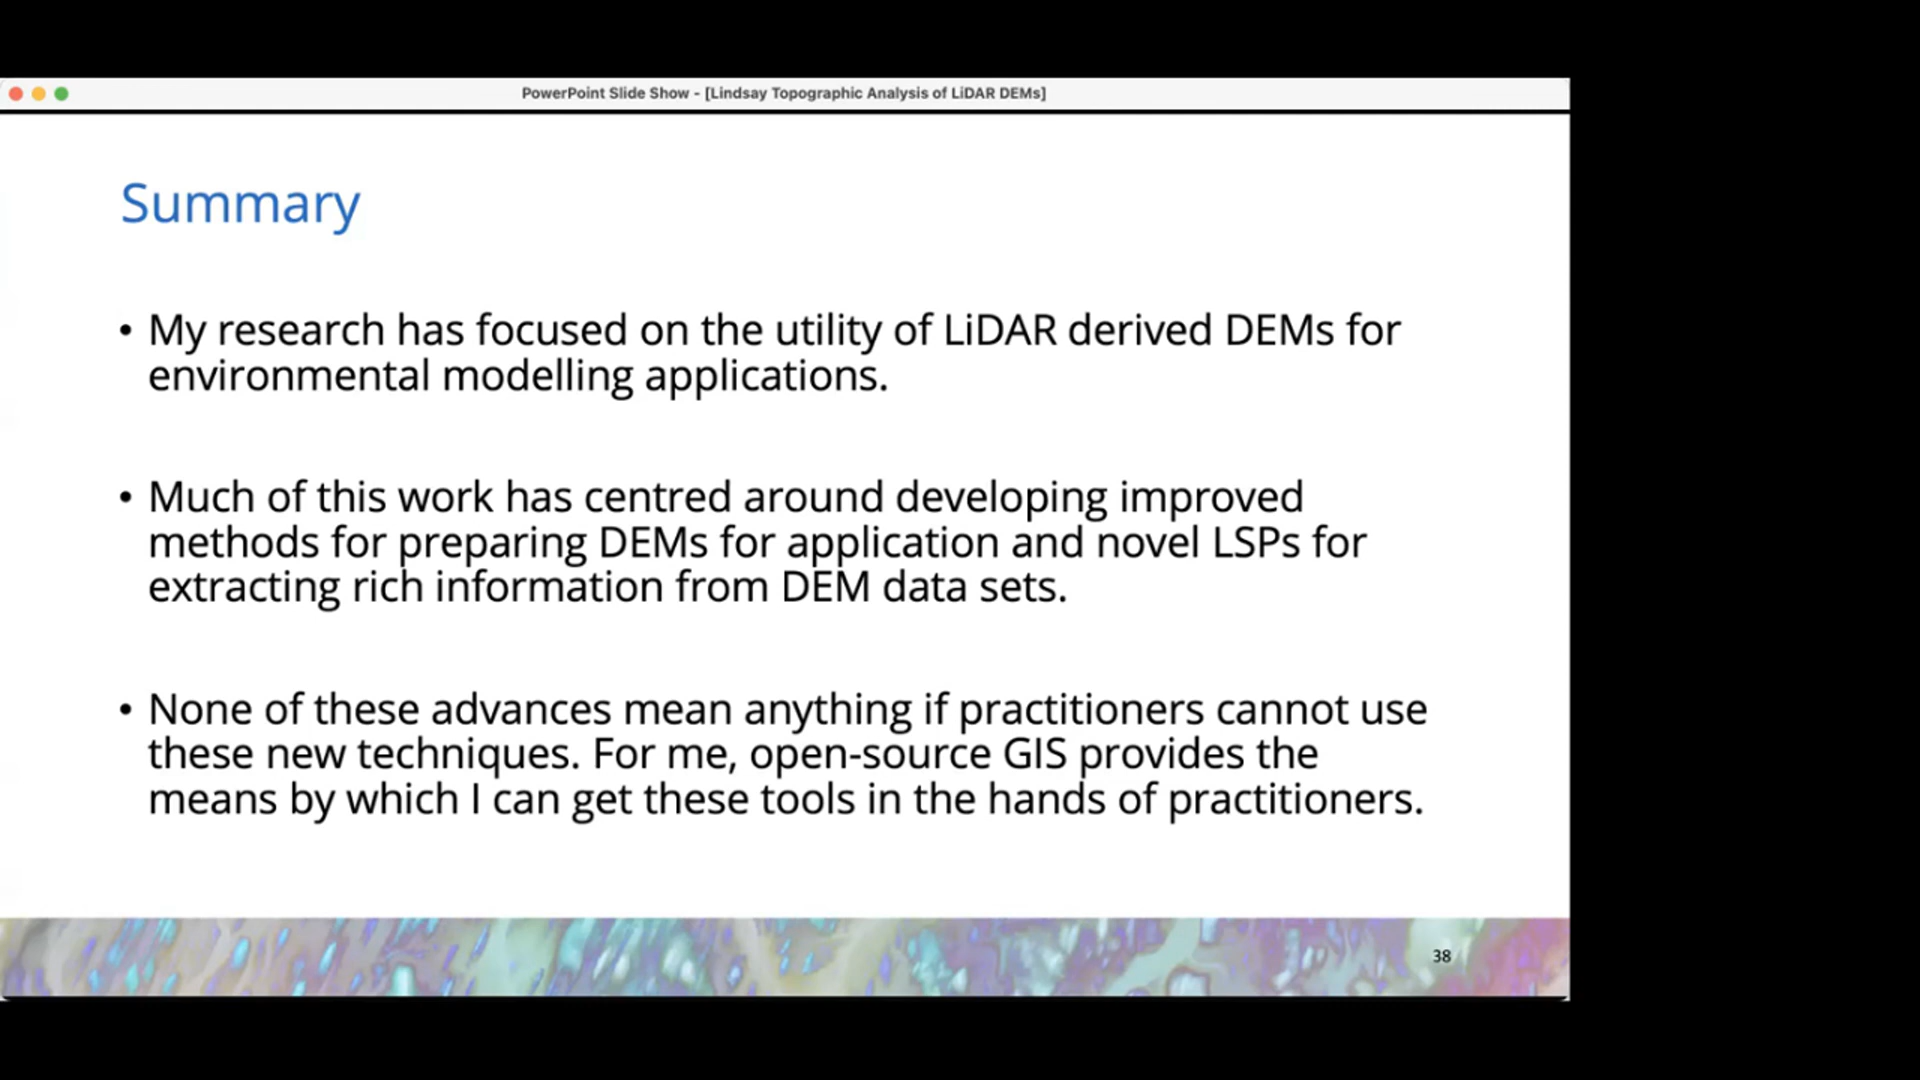 PowerPoint Slide Show - [Lindsay Topographic Analysis of LiDAR DEMs]
Summary
• My research has focused on the utility of LiDAR derived DEMs for
environmental modelling applications.
• Much of this work has centred around developing improved
methods for preparing DEMs for application and novel LSPs for
extracting rich information from DEM data sets.
• None of these advances mean anything if practitioners cannot use
these new techniques. For me, open-source GIS provides the
means by which I can get these tools in the hands of practitioners.
38